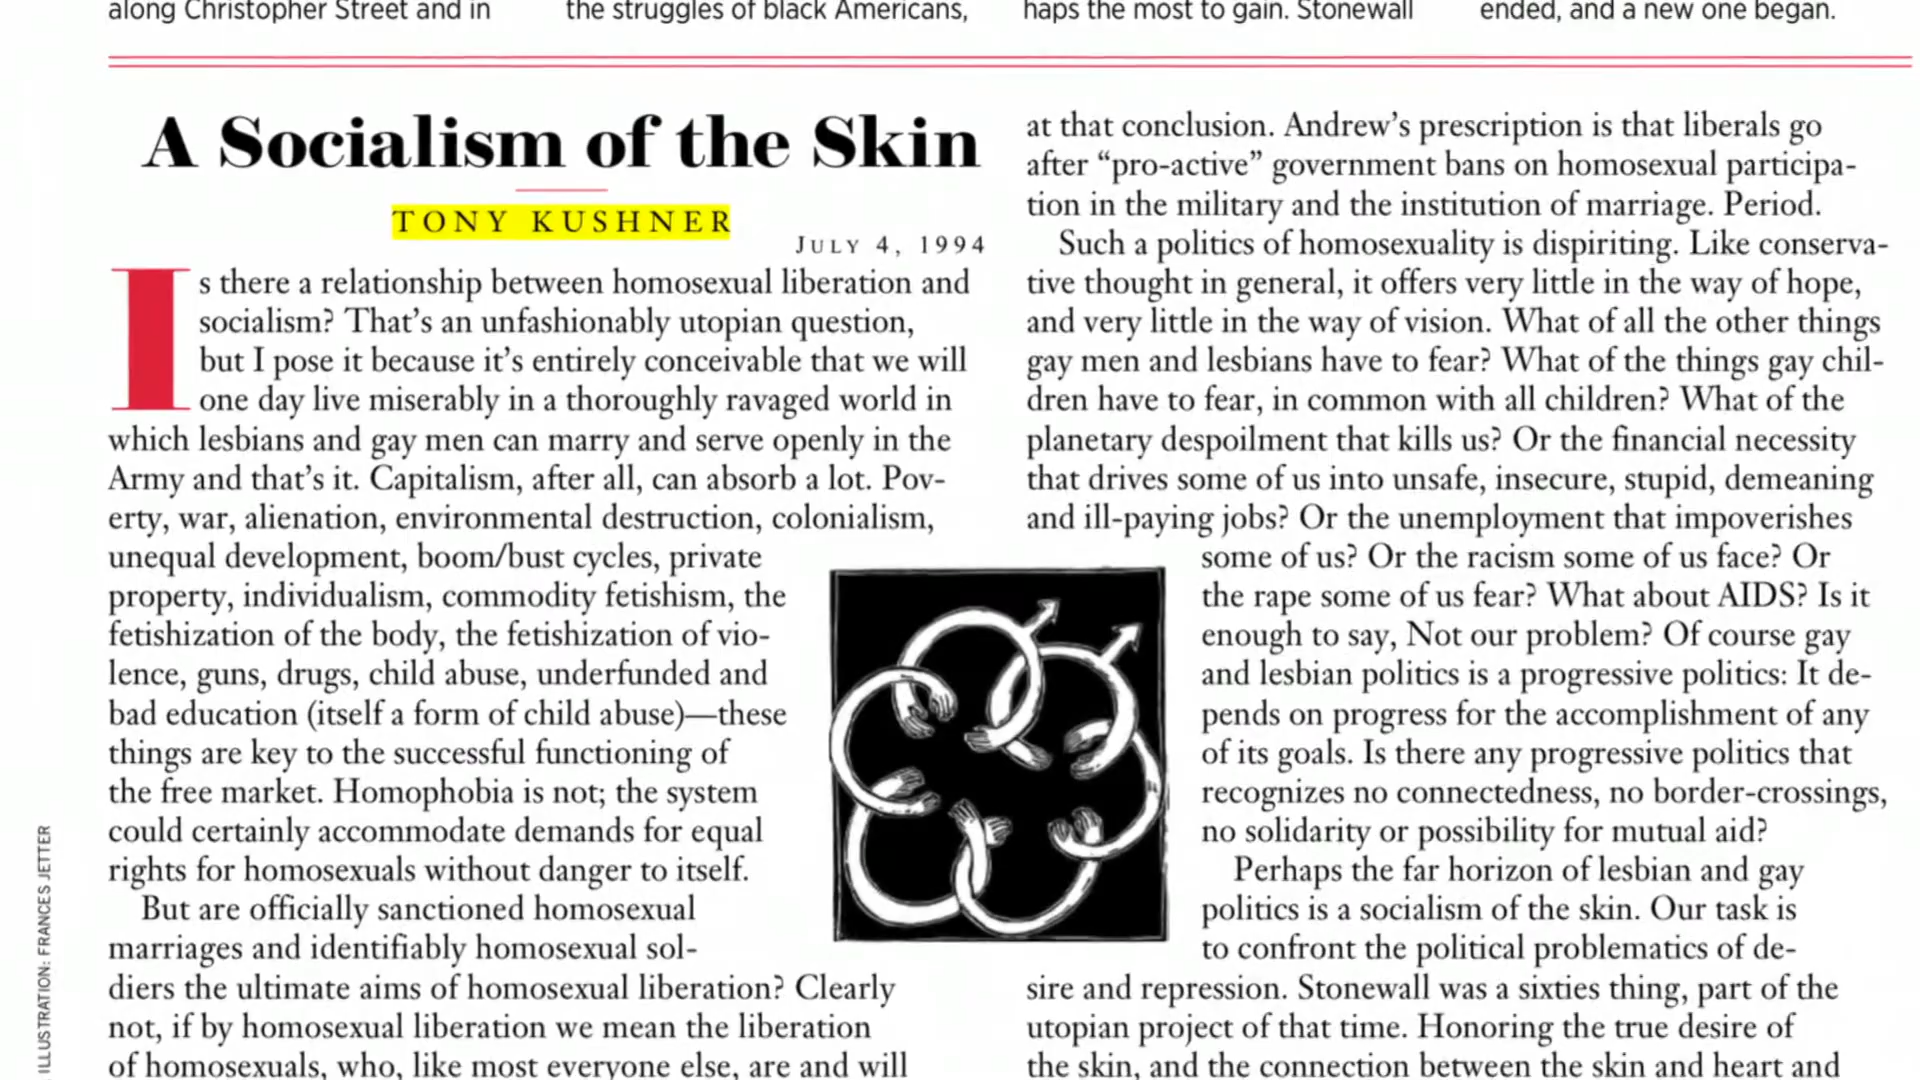 along Christopher Street and in
the struggles of black Americans,
haps the most to gain. Stonewall
ended, and a new one began.
A Socialism of the Skin
TONY KUSHNER
JULY 4, 1994
Is there a relationship between homosexual liberation and
socialism? That's an unfashionably utopian question,
but I pose it because it's entirely conceivable that we will
one day live miserably in a thoroughly ravaged world in
which lesbians and gay men can marry and serve openly in the
Army and that's it. Capitalism, after all, can absorb a lot. Pov-
erty, war, alienation, environmental destruction, colonialism,
unequal development, boom/bust cycles, private
property, individualism, commodity fetishism, the
fetishization of the body, the fetishization of vio-
lence, guns, drugs, child abuse, underfunded and
bad education (itself a form of child abuse)—these
things are key to the successful functioning of
the free market. Homophobia is not; the system
could certainly accommodate demands for equal
rights for homosexuals without danger to itself.
But are officially sanctioned homosexual
marriages and identifiably homosexual sol-
diers the ultimate aims of homosexual liberation? Clearly
not, if by homosexual liberation we mean the liberation
of homosexuals, who, like most everyone else, are and will
at that conclusion. Andrew's prescription is that liberals go
after “pro-active” government bans on homosexual participa-
tion in the military and the institution of marriage. Period.
Such a politics of homosexuality is dispiriting. Like conserva-
tive thought in general, it offers very little in the way of hope,
and very little in the way of vision. What of all the other things
gay men and lesbians have to fear? What of the things gay chil-
dren have to fear, in common with all children? What of the
planetary despoilment that kills us? Or the financial necessity
that drives some of us into unsafe, insecure, stupid, demeaning
and ill-paying jobs? Or the unemployment that impoverishes
some of us? Or the racism some of us face? Or
the rape some of us fear? What about AIDS? Is it
enough to say, Not our problem? Of course gay
and lesbian politics is a progressive politics: It de-
pends on progress for the accomplishment of any
of its goals. Is there any progressive politics that
recognizes no connectedness, no border-crossings,
no solidarity or possibility for mutual aid?
Perhaps the far horizon of lesbian and gay
politics is a socialism of the skin. Our task is
to confront the political problematics of de-
sire and repression. Stonewall was a sixties thing, part of the
utopian project of that time. Honoring the true desire of
the skin, and the connection between the skin and heart and
ILLUSTRATION: FRANCES JETTER